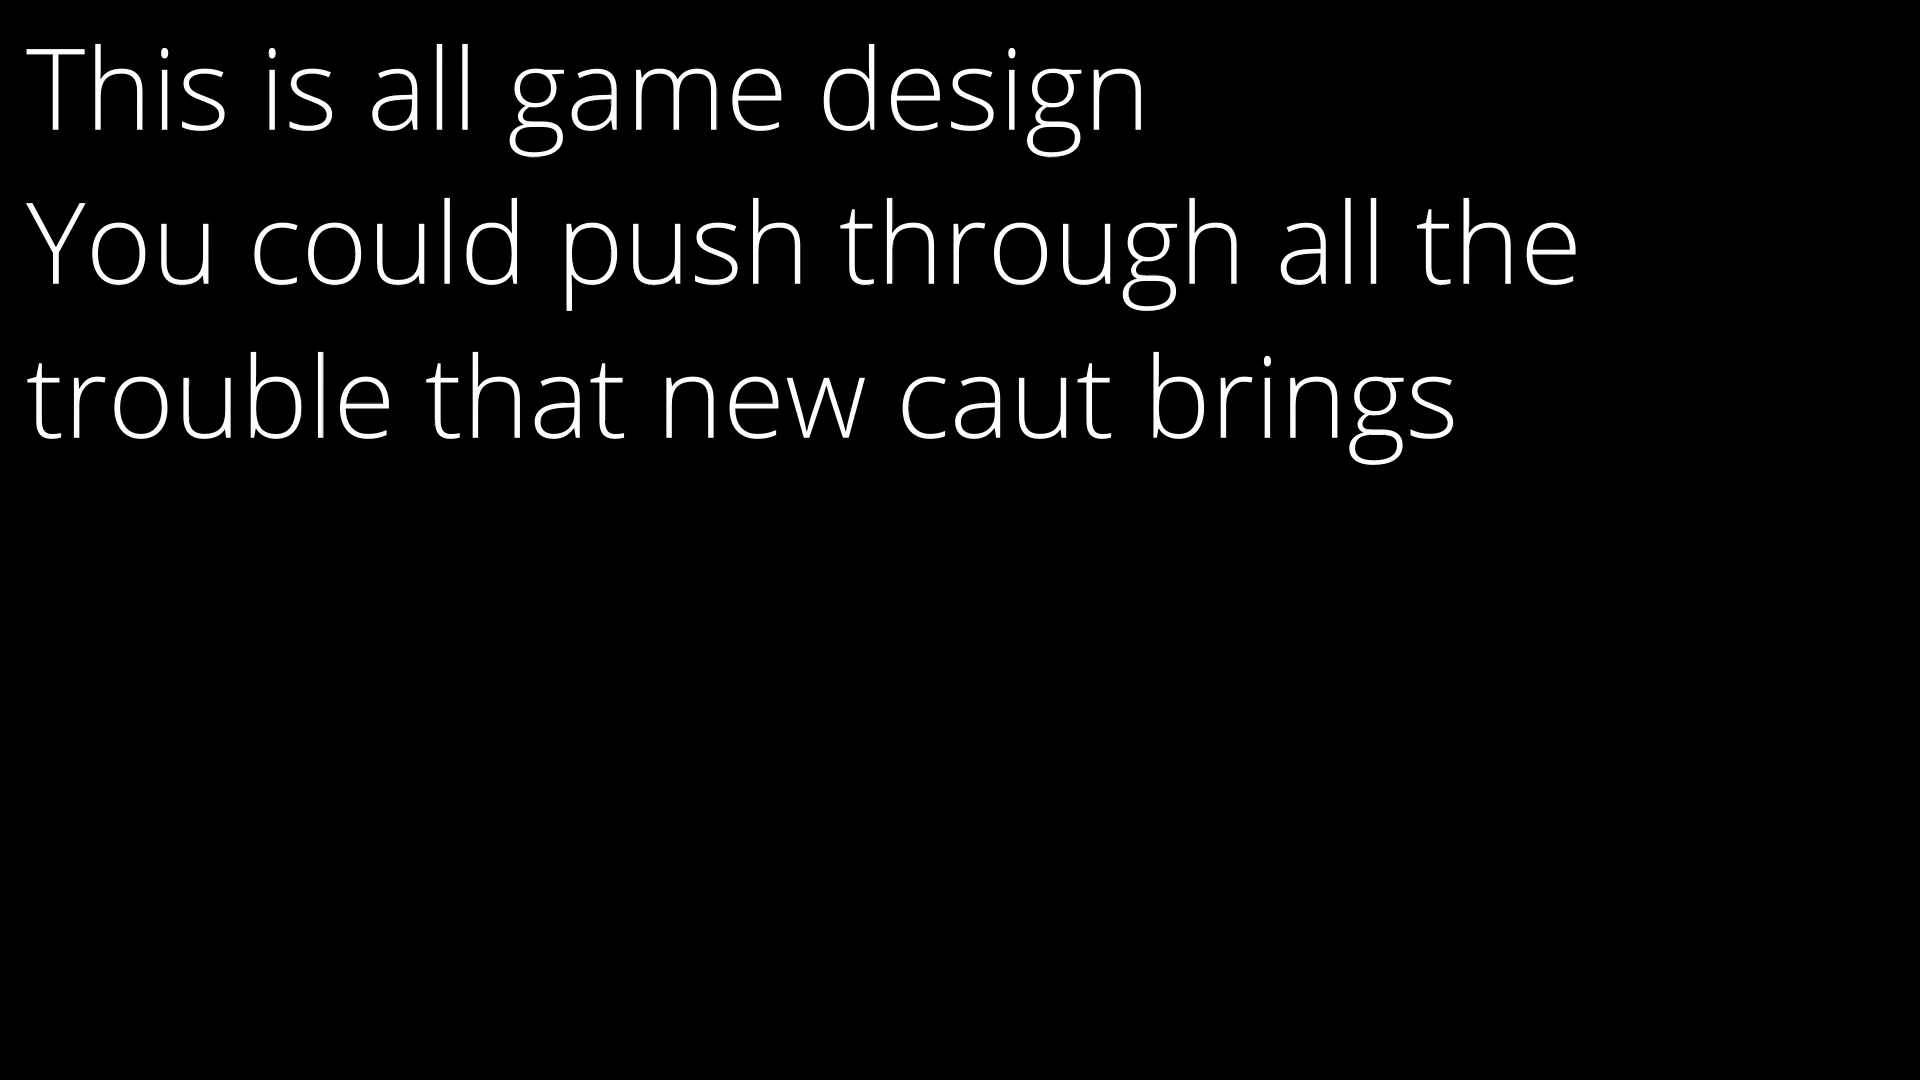 This is all game design
You could push through all the
trouble that new caut brings